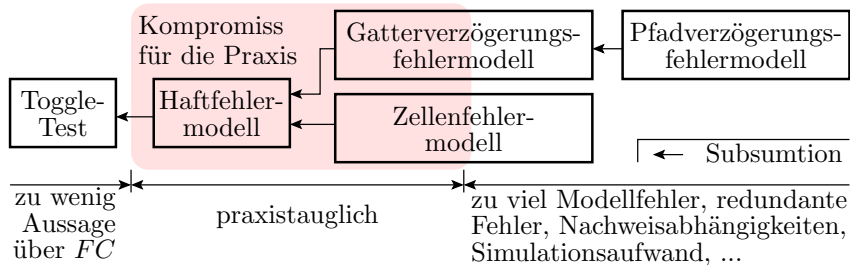 Kompromiss
für die Praxis
Gatterverzögerungs-
fehlermodell
Pfadverzögerungs-
fehlermodell
Toggle-
Test
Haftfehler-
modell
Zellenfehler-
modell
Subsumtion
zu wenig
Aussage
über FC
praxistauglich
zu viel Modellfehler, redundante
Fehler, Nachweisabhängigkeiten,
Simulationsaufwand, ...